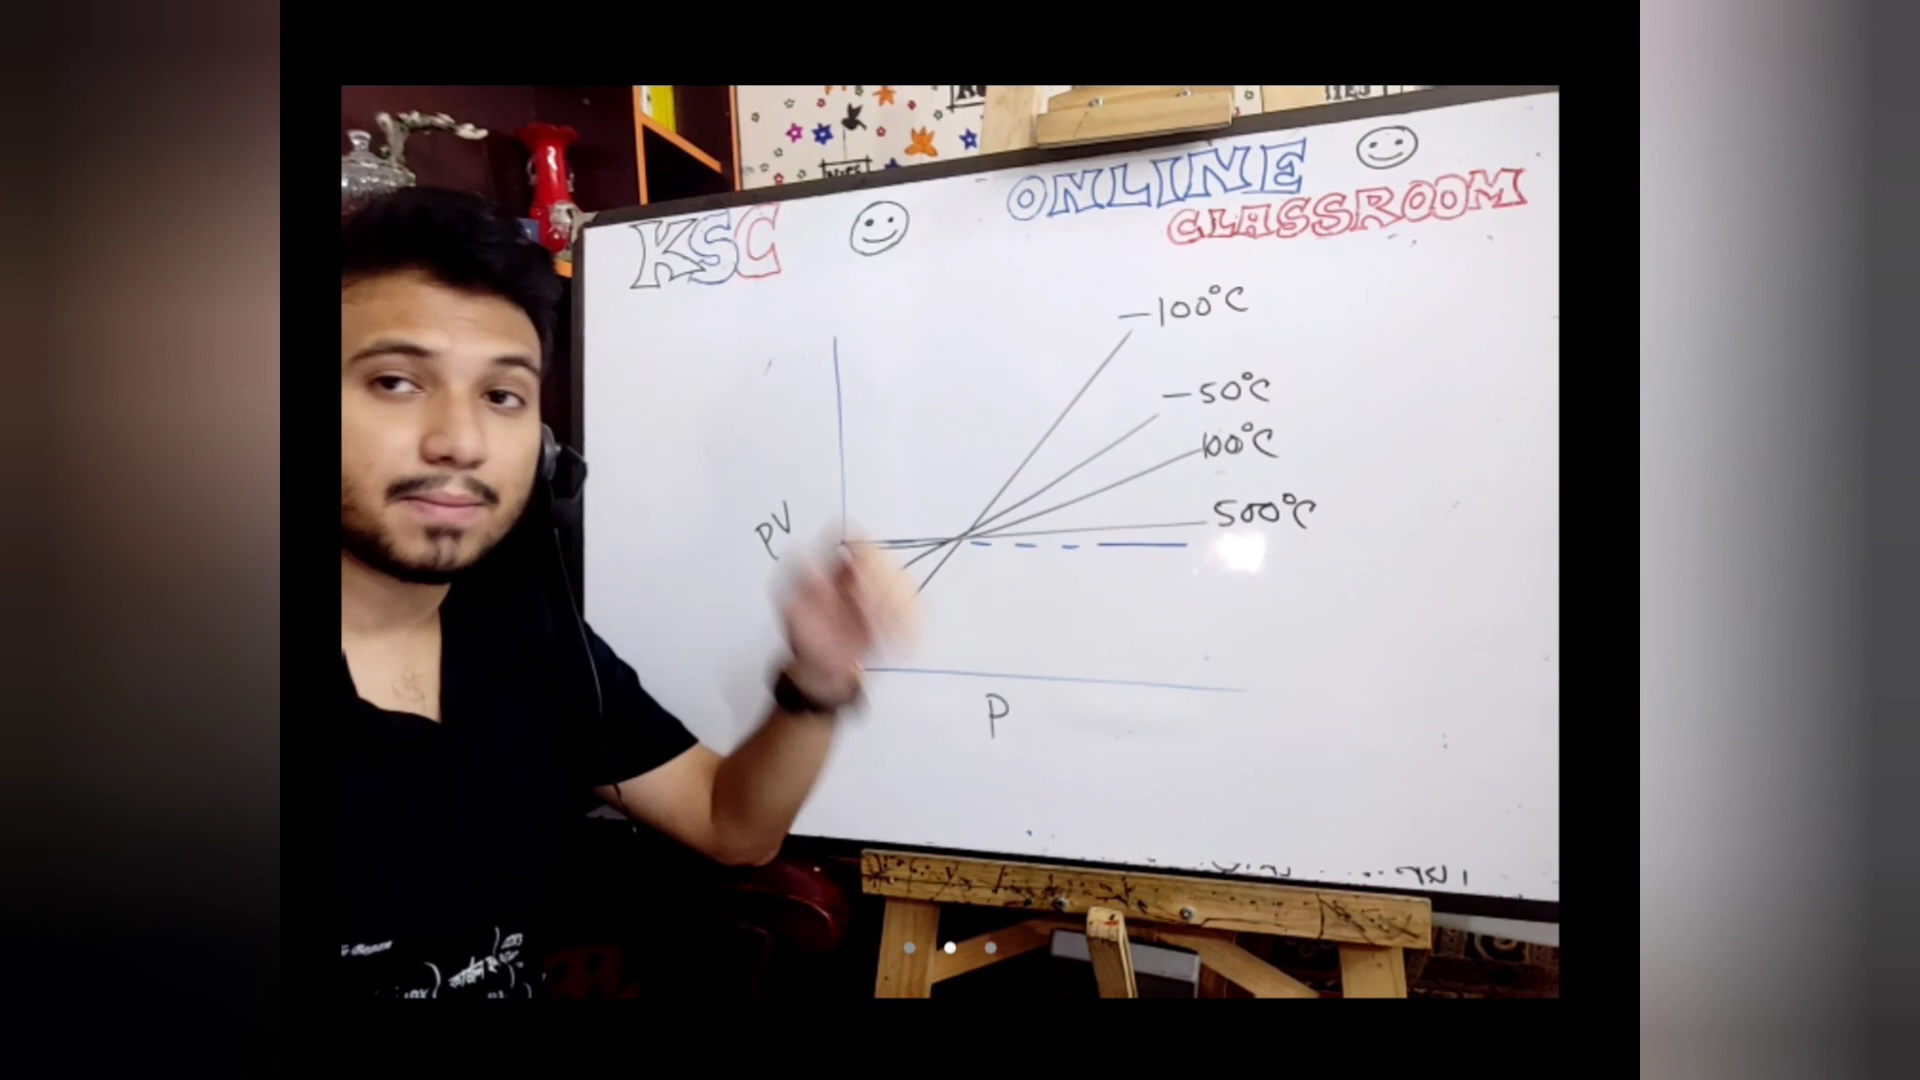 ONLINE
KSC CLASSROOM
-100°C
-50°C
100°C
500°C
PV
P